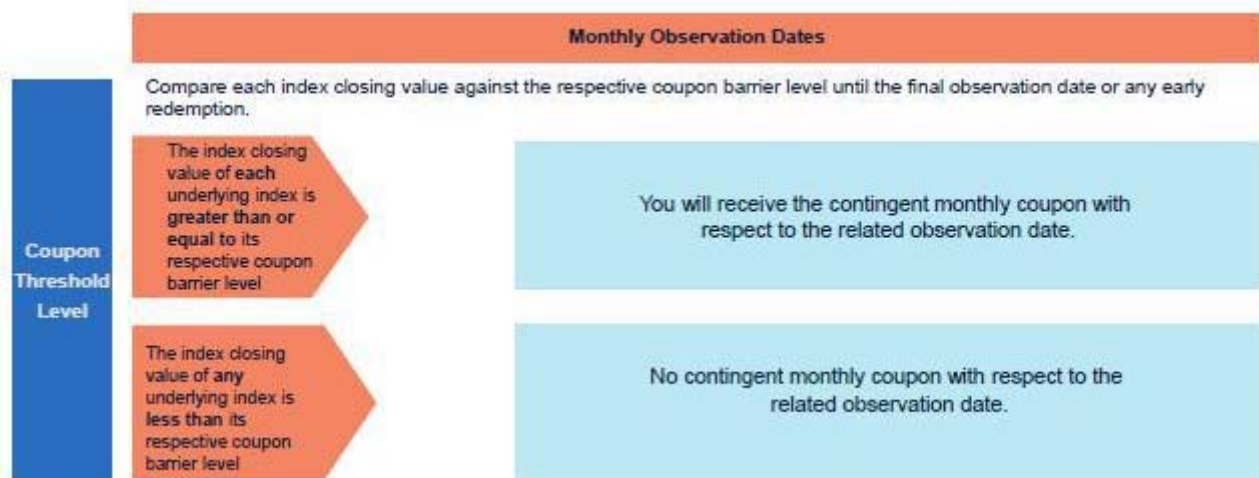 Monthly Observation Dates
Compare each index closing value against the respective coupon barrier level until the final observation date or any early
redemption.
Coupon
Threshold
Level
The index closing
value of each
underlying index is
greater than or
equal to its
respective coupon
barrier level
You will receive the contingent monthly coupon with
respect to the related observation date.
The index closing
value of any
underlying index is
less than its
respective coupon
barrier level
No contingent monthly coupon with respect to the
related observation date.